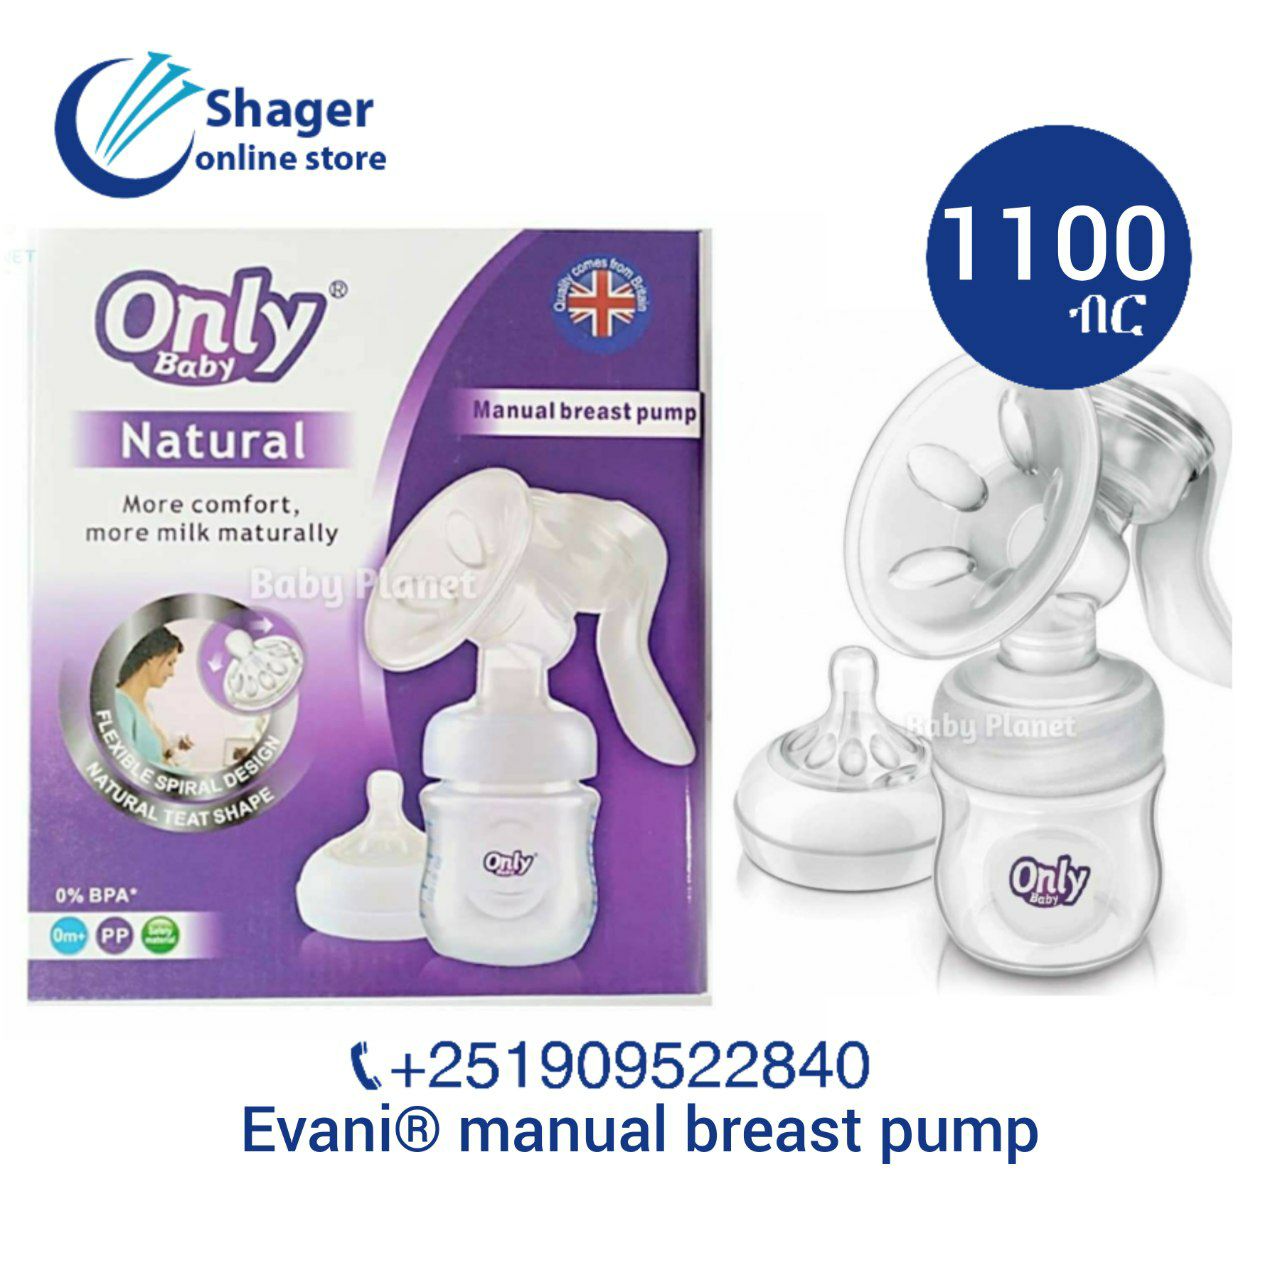 Shager
online store
1100
ብር
Only®
Baby
Quality comes from Britain
Manual breast pump
Natural
More comfort,
more milk maturally
Baby Planet
FLEXIBLE SPIRAL DESIGN
NATURAL TEAT SHAPE
Only
Baby
Baby Planet
Only
Baby
0% BPA*
0m+ PP Safety material
+251909522840
Evani® manual breast pump